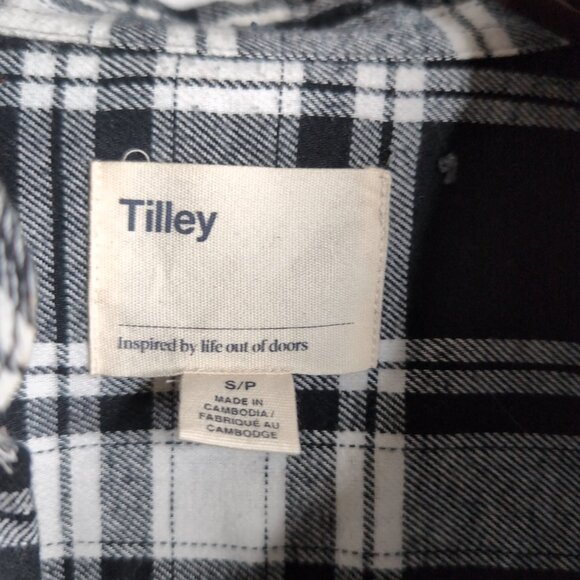 Tilley
Inspired by life out of doors
S/P
MADE IN
CAMBODIA/
FABRIQUÉ AU
CAMBODGE